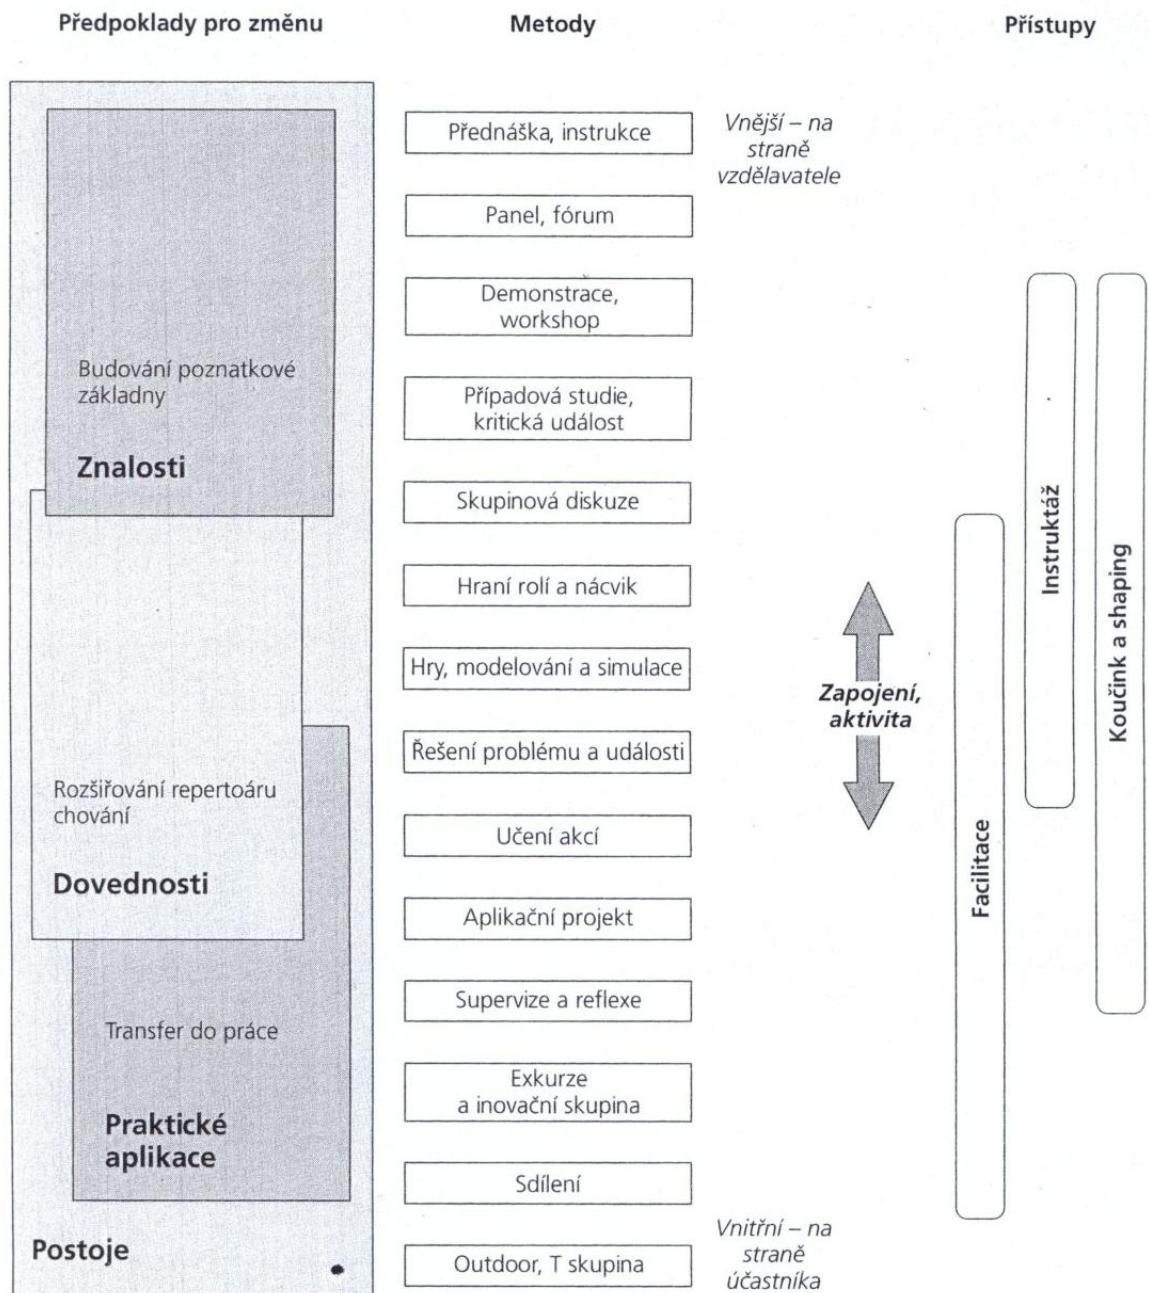 Předpoklady pro změnu
Metody
Přístupy
Přednáška, instrukce
Vnější – na
straně
vzdělavatele
Panel, fórum
Demonstrace,
workshop
Budování poznatkové
základny
Případová studie,
kritická událost
Znalosti
Skupinová diskuze
Instruktáž
Hraní rolí a nácvik
Koučink a shaping
Hry, modelování a simulace
Zapojení,
aktivita
Řešení problému a události
Rozšiřování repertoáru
chování
Učení akcí
Facilitace
Dovednosti
Aplikační projekt
Supervize a reflexe
Transfer do práce
Exkurze
a inovační skupina
Praktické
aplikace
Sdílení
Postoje
Outdoor, T skupina
Vnitřní – na
straně
účastníka